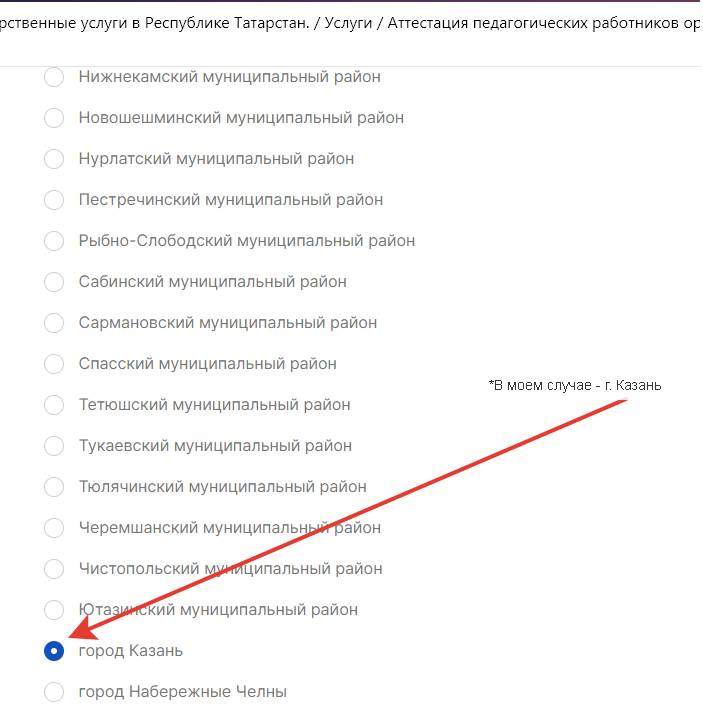 рственные услуги в Республике Татарстан. / Услуги / Аттестация педагогических работников ор
Нижнекамский муниципальный район
Новошешминский муниципальный район
Нурлатский муниципальный район
Пестречинский муниципальный район
Рыбно-Слободский муниципальный район
Сабинский муниципальный район
Сармановский муниципальный район
Спасский муниципальный район
*В моем случае - г. Казань
Тетюшский муниципальный район
Тукаевский муниципальный район
Тюлячинский муниципальный район
Черемшанский муниципальный район
Чистопольский муниципальный район
Ютазинский муниципальный район
город Казань
город Набережные Челны